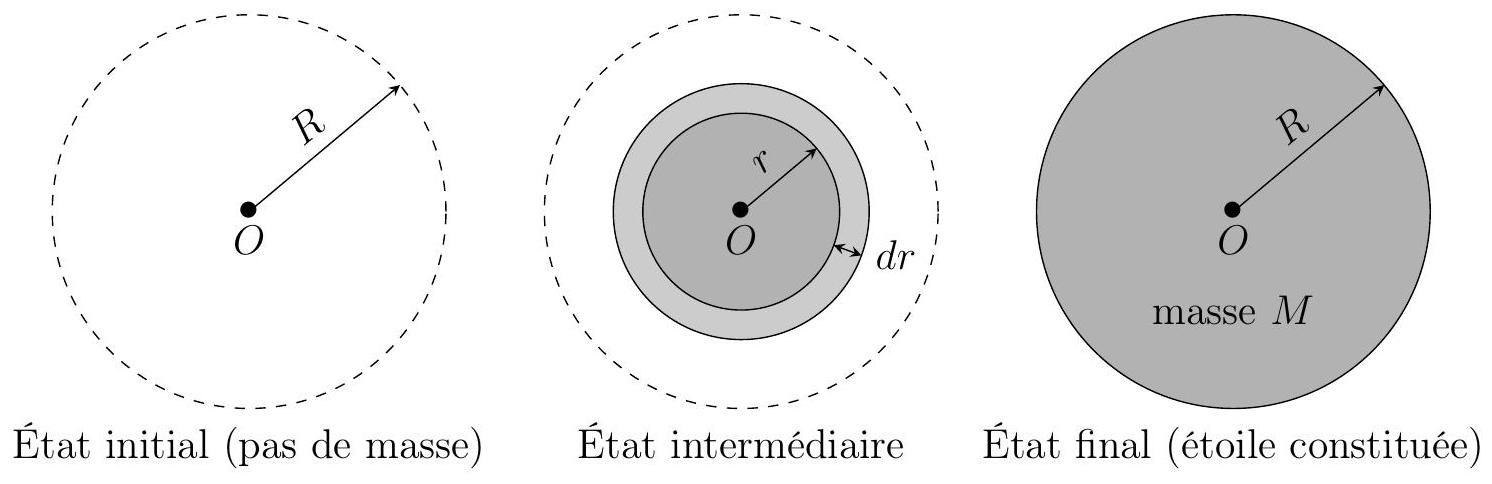 R
O
État initial (pas de masse)
r
O
dr
État intermédiaire
R
O
masse M
État final (étoile constituée)